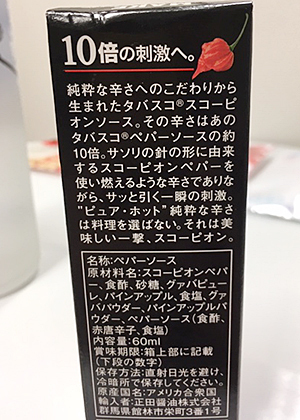 10倍の刺激へ。
純粋な辛さへのこだわりから
生まれたタバスコ®スコーピ
オンソース。その辛さはあの
タバスコ®ペパーソースの約
10倍。サソリの針の形に由来
するスコーピオンペパーを
使い燃えるような辛さでありな
がら、サッと引く一瞬の刺激。
"ピュア・ホット"純粋な辛さ
は料理を選ばない。それは美
味しい一撃、スコーピオン。
名称:ペパーソース
原材料名:スコーピオンペパ
ー、食酢、砂糖、グァバピュー
レ、パインアップル、食塩、グァ
バパウダー、パインアップルパ
ウダー、ペパーソース(食酢、
赤唐辛子、食塩)
内容量:60ml
賞味期限:箱上部に記載
(下段の数字)
保存方法:直射日光を避け、
冷暗所で保存してください。
原産国名:アメリカ合衆国
輸入者:正田醤油株式会社
群馬県館林市栄町3番1号